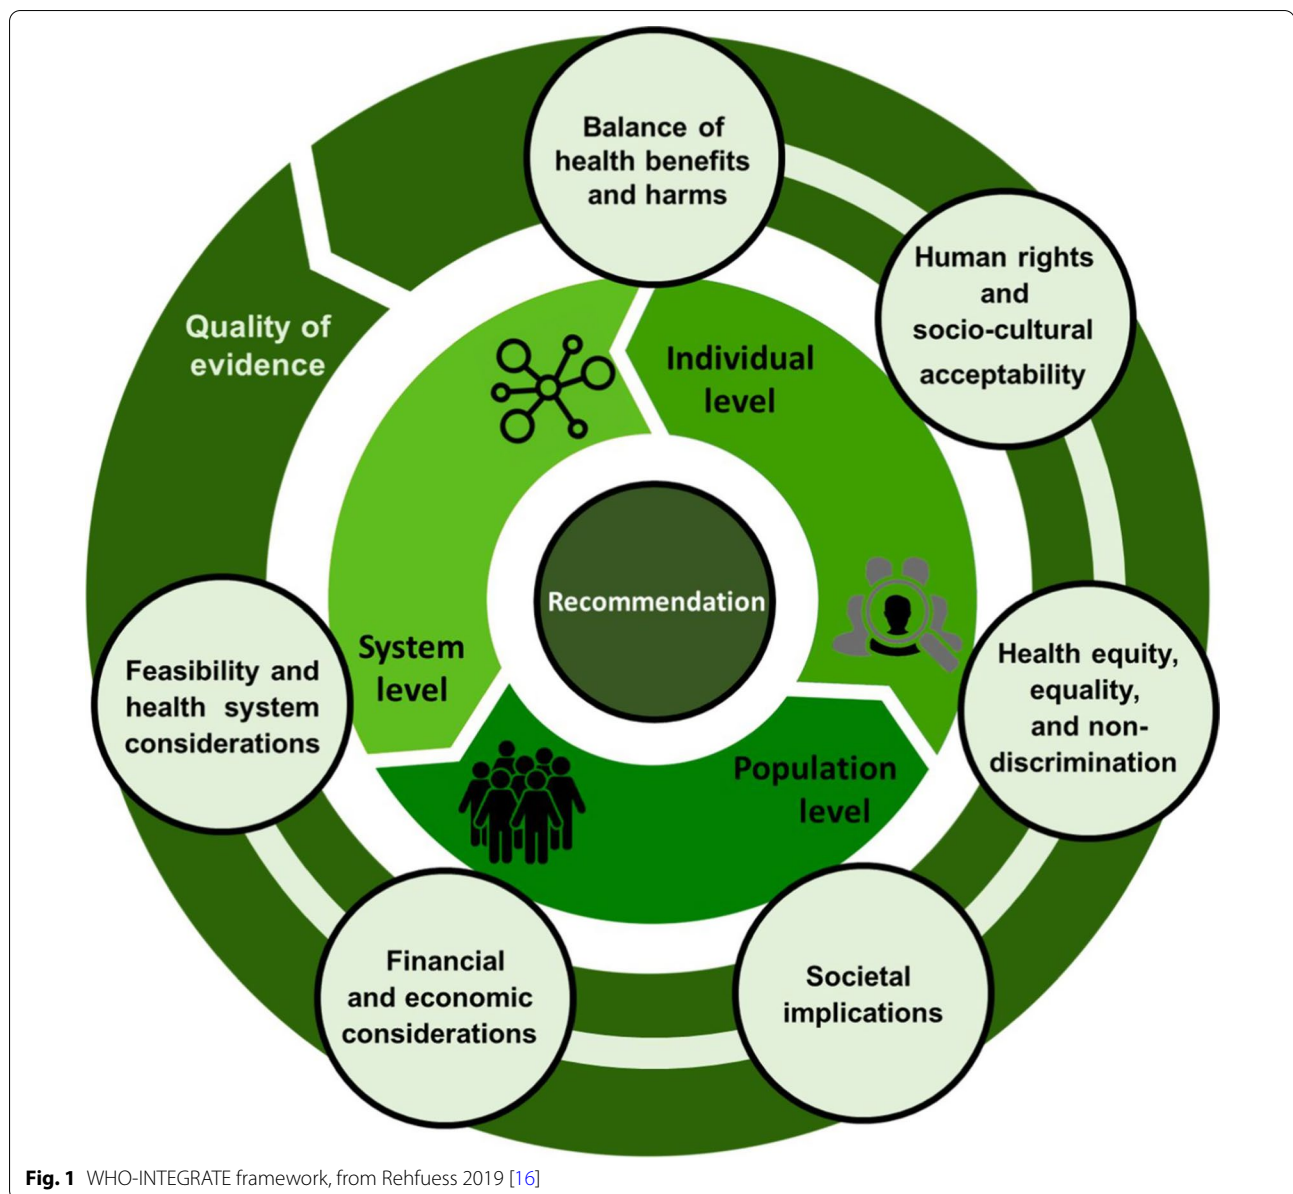 Balance of
health benefits
and harms
Human rights
and
socio-cultural
acceptability
Quality of
evidence
Individual
level
Recommendation
System
level
Health equity,
equality,
and non-
discrimination
Feasibility and
health system
considerations
Population
level
Financial
and economic
considerations
Societal
implications
Fig. 1 WHO-INTEGRATE framework, from Rehfuess 2019 [16]